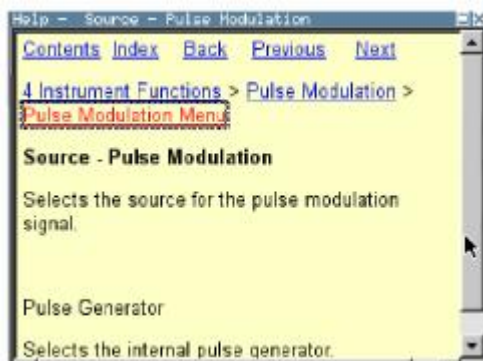 Help - Source - Pulse Modulation
Contents Index Back Previous Next
4 Instrument Functions > Pulse Modulation >
Pulse Modulation Menu
Source - Pulse Modulation
Selects the source for the pulse modulation
signal.
Pulse Generator
Selects the internal pulse generator.